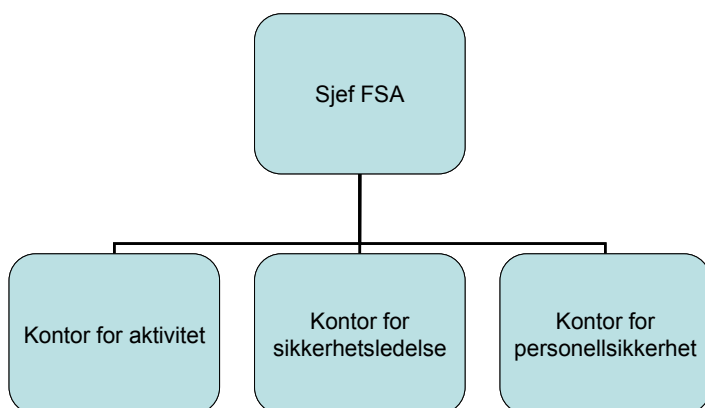 Sjef FSA
Kontor for aktivitet
Kontor for
sikkerhetsledelse
Kontor for
personellsikkerhet